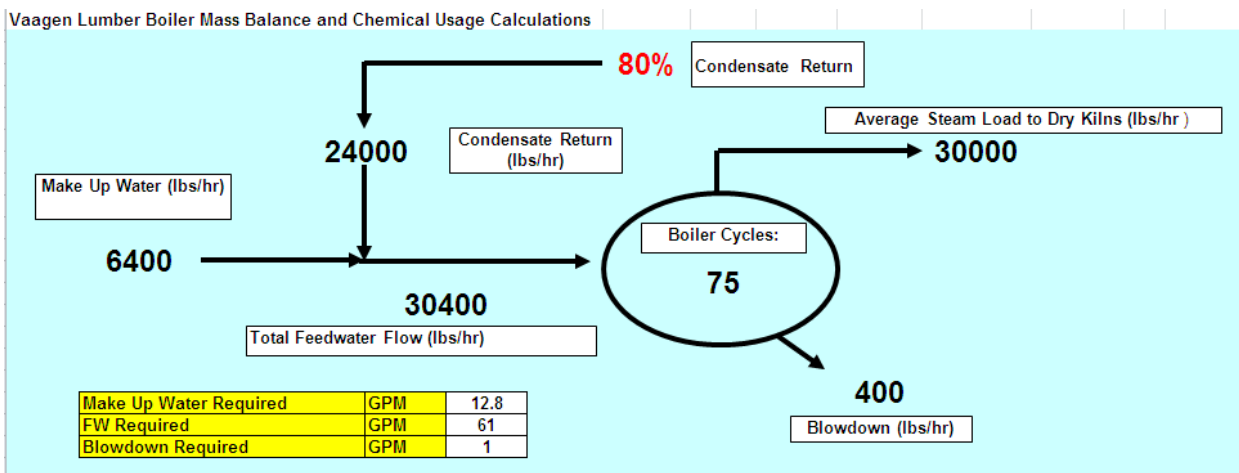 Vaagen Lumber Boiler Mass Balance and Chemical Usage Calculations
80%
Condensate Return
Average Steam Load to Dry Kilns (lbs/hr )
24000
Condensate Return
(lbs/hr)
30000
Make Up Water (lbs/hr)
Boiler Cycles:
6400
75
30400
Total Feedwater Flow (lbs/hr)
400
Blowdown (lbs/hr)
Make Up Water Required GPM 12.8
FW Required GPM 61
Blowdown Required GPM 1